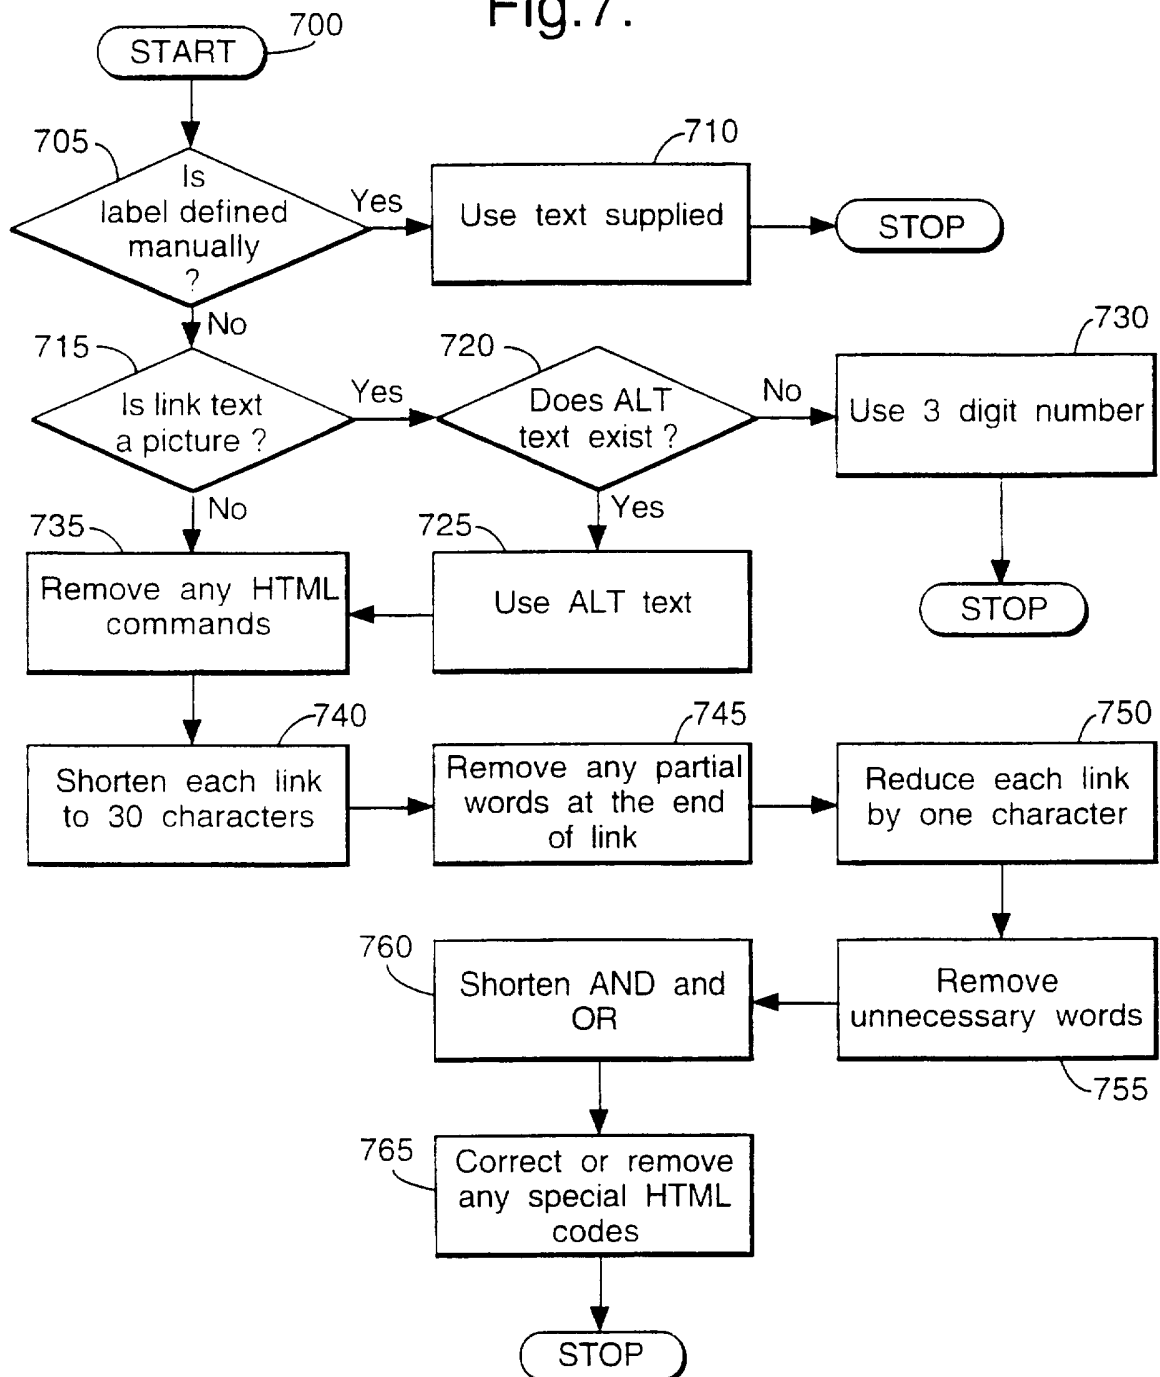 Fig.7.
START
700
705
Is
label defined
manually
?
Yes
710
Use text supplied
STOP
No
715
Is link text
a picture ?
Yes
720
Does ALT
text exist ?
No
730
Use 3 digit number
STOP
No
Yes
725
Use ALT text
735
Remove any HTML
commands
740
Shorten each link
to 30 characters
745
Remove any partial
words at the end
of link
750
Reduce each link
by one character
755
Remove
unnecessary words
760
Shorten AND and
OR
765
Correct or remove
any special HTML
codes
STOP